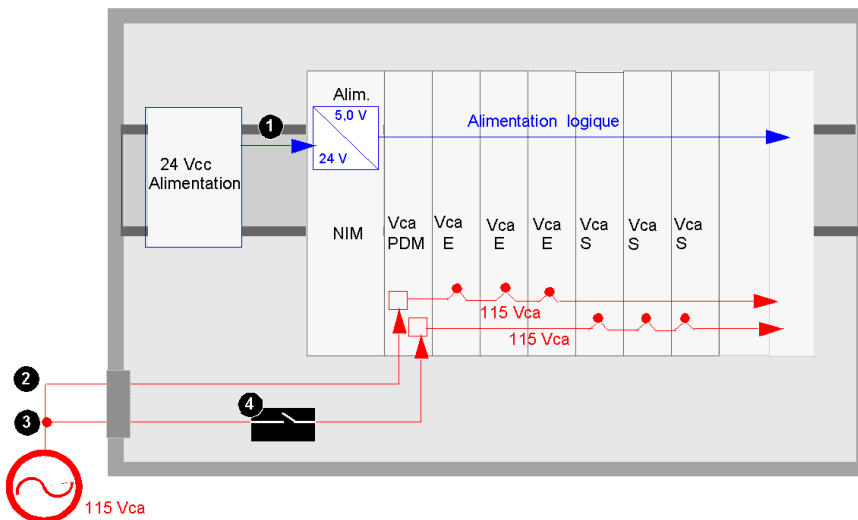 Alim.
5,0 V
24 V
1
Alimentation logique
24 Vcc
Alimentation
NIM
Vca
PDM
Vca
E
Vca
E
Vca
E
Vca
S
Vca
S
Vca
S
115 Vca
115 Vca
2
3
4
115 Vca